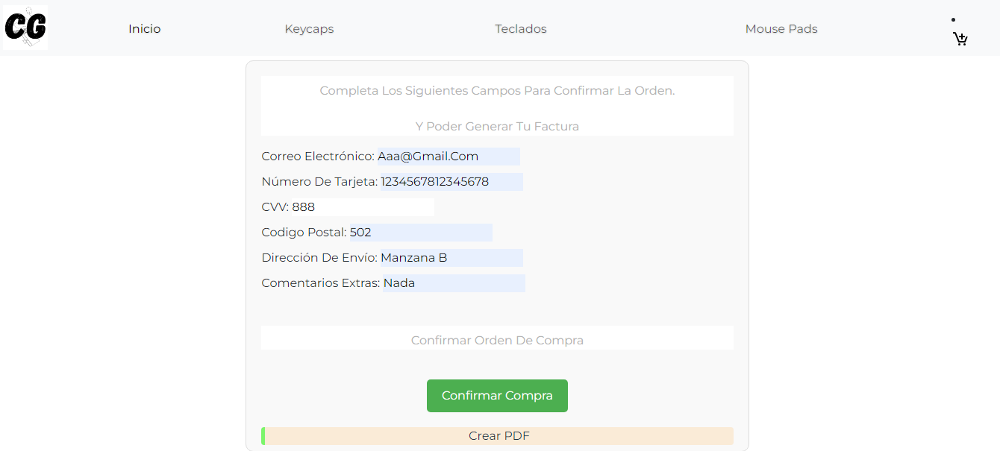 CG
Inicio Keycaps Teclados Mouse Pads
Completa Los Siguientes Campos Para Confirmar La Orden.
Y Poder Generar Tu Factura
Correo Electrónico: Aaa@Gmail.Com
Número De Tarjeta: 1234567812345678
CVV: 888
Codigo Postal: 502
Dirección De Envío: Manzana B
Comentarios Extras: Nada
Confirmar Orden De Compra
Confirmar Compra
Crear PDF